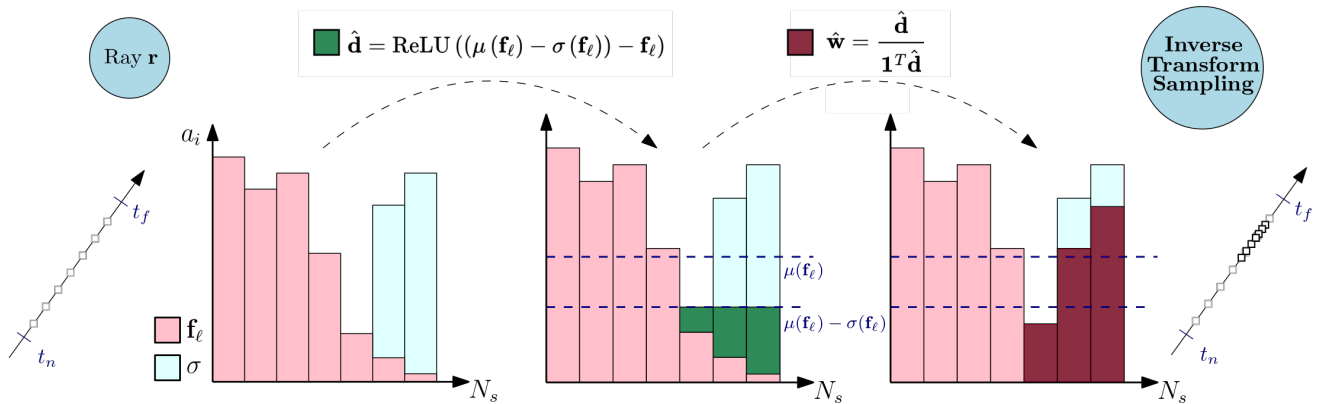 Ray r
d̂ = ReLU ((μ (f_ℓ) − σ (f_ℓ)) − f_ℓ)
ŵ = d̂ / 1^T d̂
Inverse
Transform
Sampling
a_i
t_f
t_n
f_ℓ
σ
N_s
μ(f_ℓ)
μ(f_ℓ) − σ(f_ℓ)
N_s
N_s
t_f
t_n